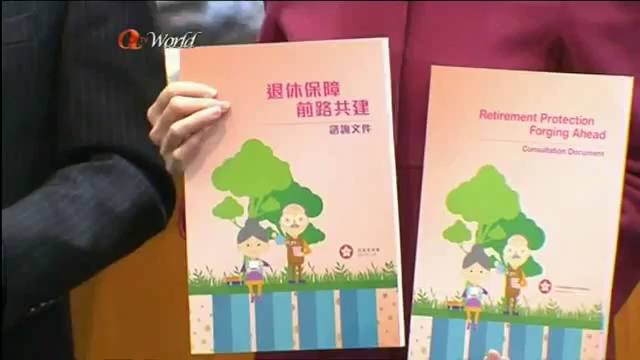 aTV World
退休保障
前路共建
諮詢文件
Retirement Protection
Forging Ahead
Consultation Document